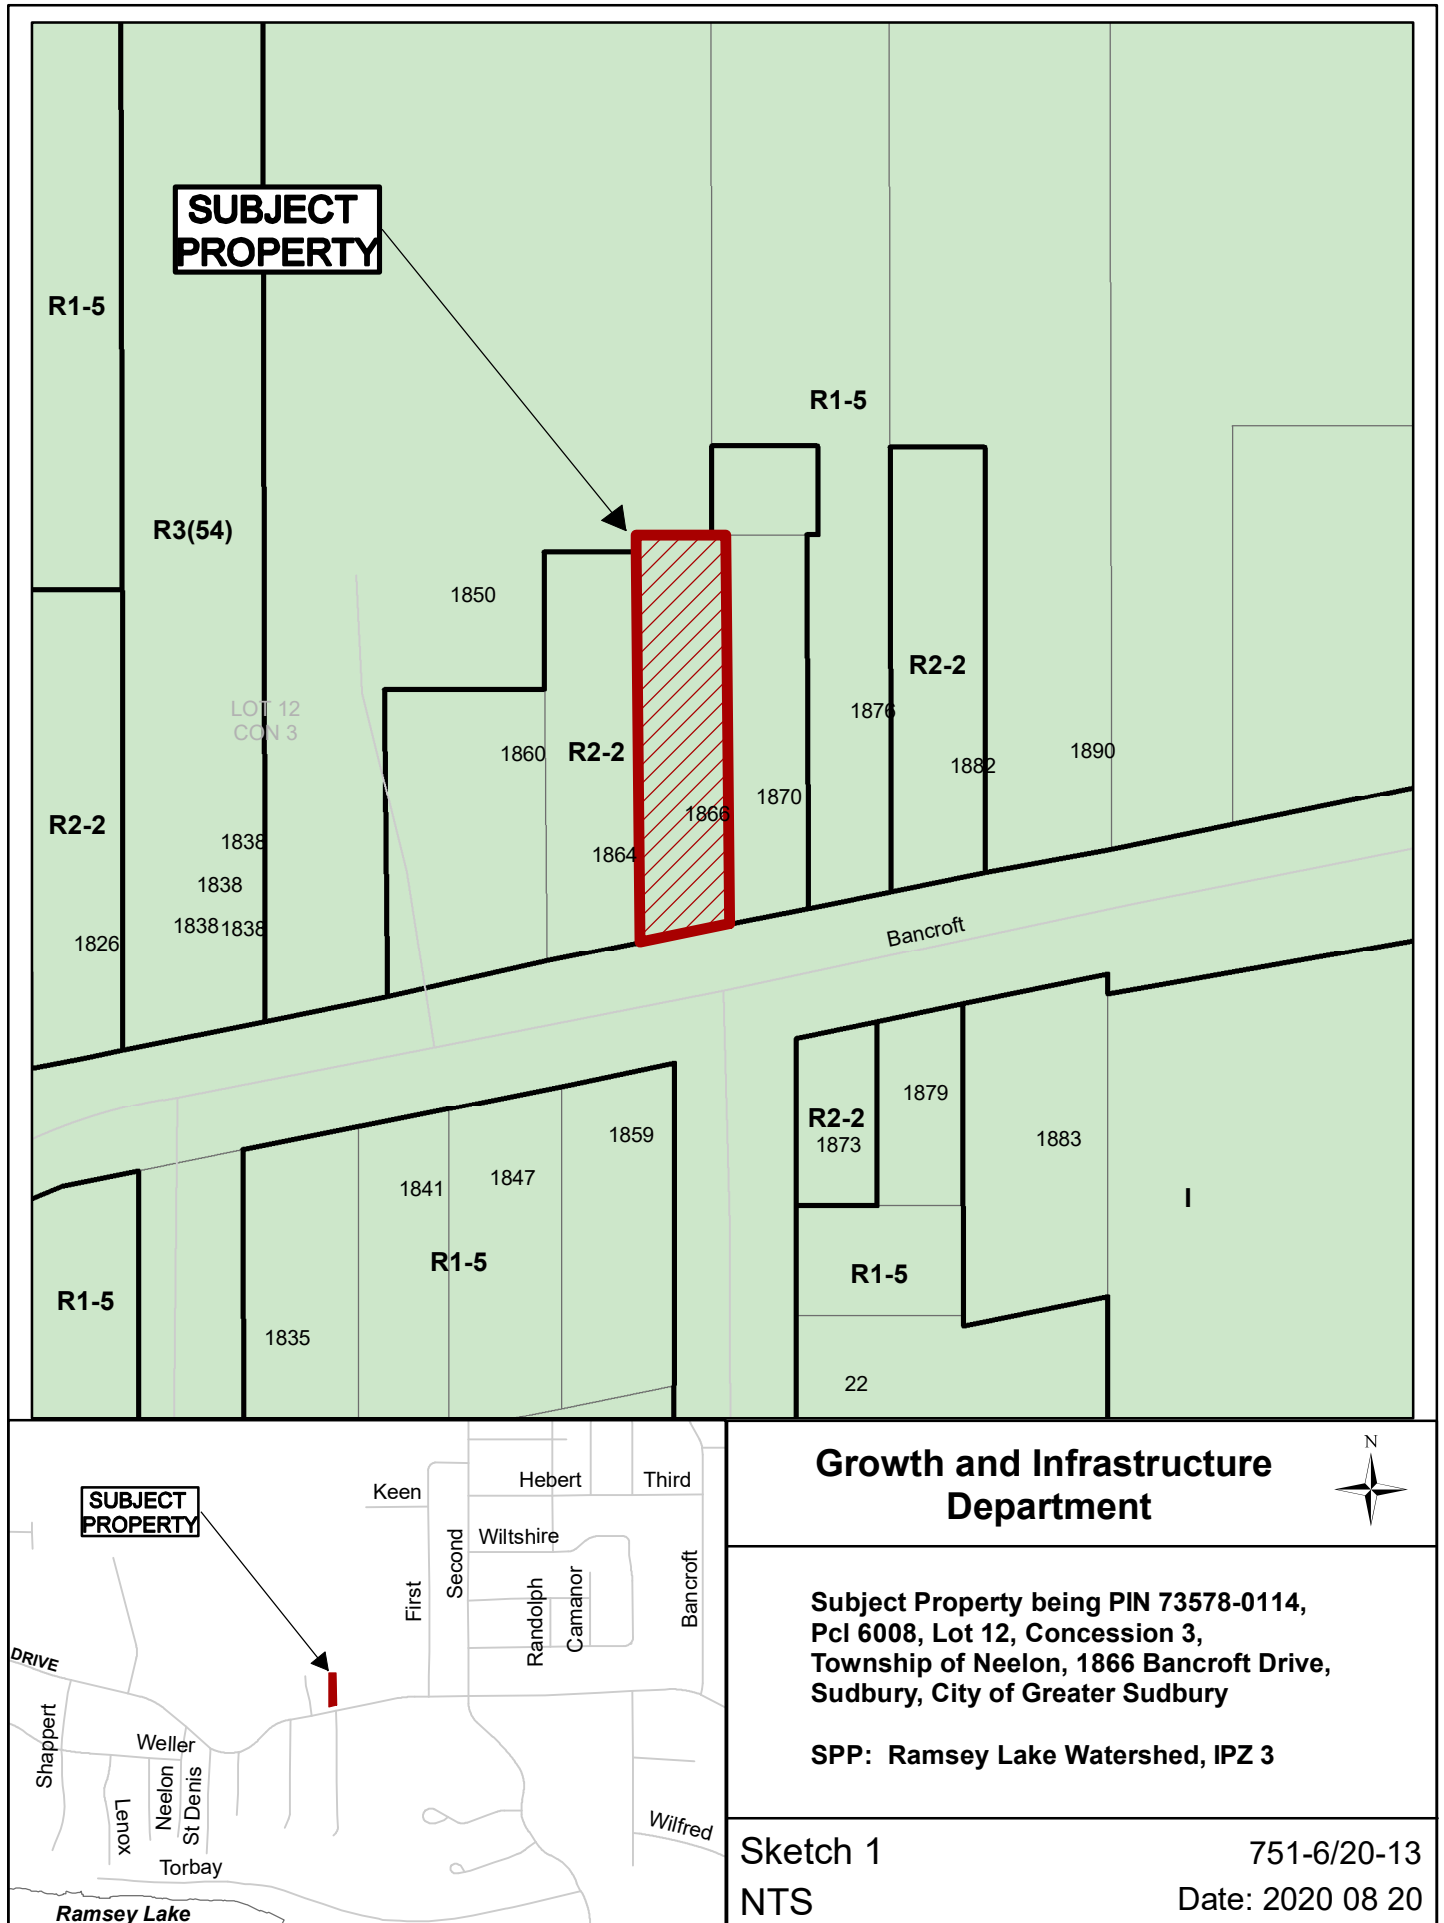 SUBJECT
PROPERTY
R1-5
R1-5
R3(54)
1850
R2-2
LOT 12
CON 3
1876
1860
R2-2
1890
1882
1870
1866
R2-2
1838
1864
1838
1838
1838
1826
Bancroft
1879
R2-2
1859
1873
1883
1847
1841
I
R1-5
R1-5
R1-5
1835
22
SUBJECT
PROPERTY
Keen
Hebert
Third
Wiltshire
First
Second
Randolph
Camanor
Bancroft
DRIVE
Shappert
Weller
Lenox
Neelon
St Denis
Torbay
Wilfred
Ramsey Lake
Growth and Infrastructure
Department
N
Subject Property being PIN 73578-0114,
Pcl 6008, Lot 12, Concession 3,
Township of Neelon, 1866 Bancroft Drive,
Sudbury, City of Greater Sudbury
SPP: Ramsey Lake Watershed, IPZ 3
Sketch 1
751-6/20-13
NTS
Date: 2020 08 20